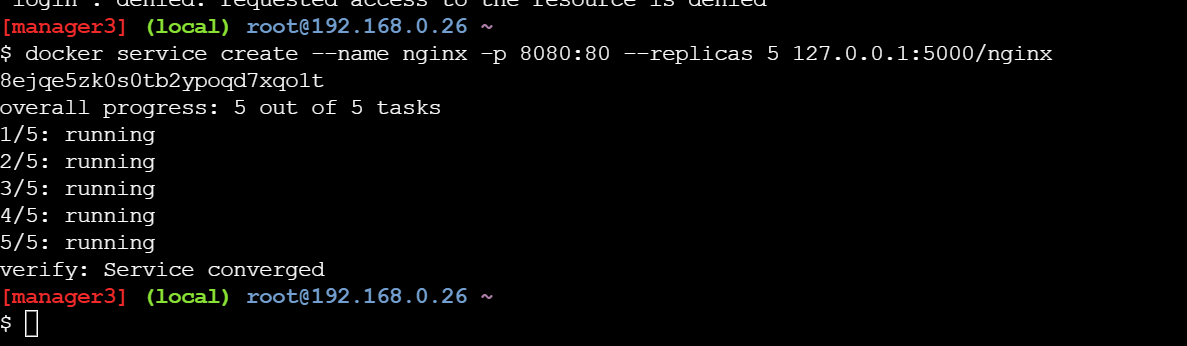 login': denied: requested access to the resource is denied
[manager3] (local) root@192.168.0.26 ~
$ docker service create --name nginx -p 8080:80 --replicas 5 127.0.0.1:5000/nginx
8ejqe5zk0s0tb2ypoqd7xqo1t
overall progress: 5 out of 5 tasks
1/5: running
2/5: running
3/5: running
4/5: running
5/5: running
verify: Service converged
[manager3] (local) root@192.168.0.26 ~
$